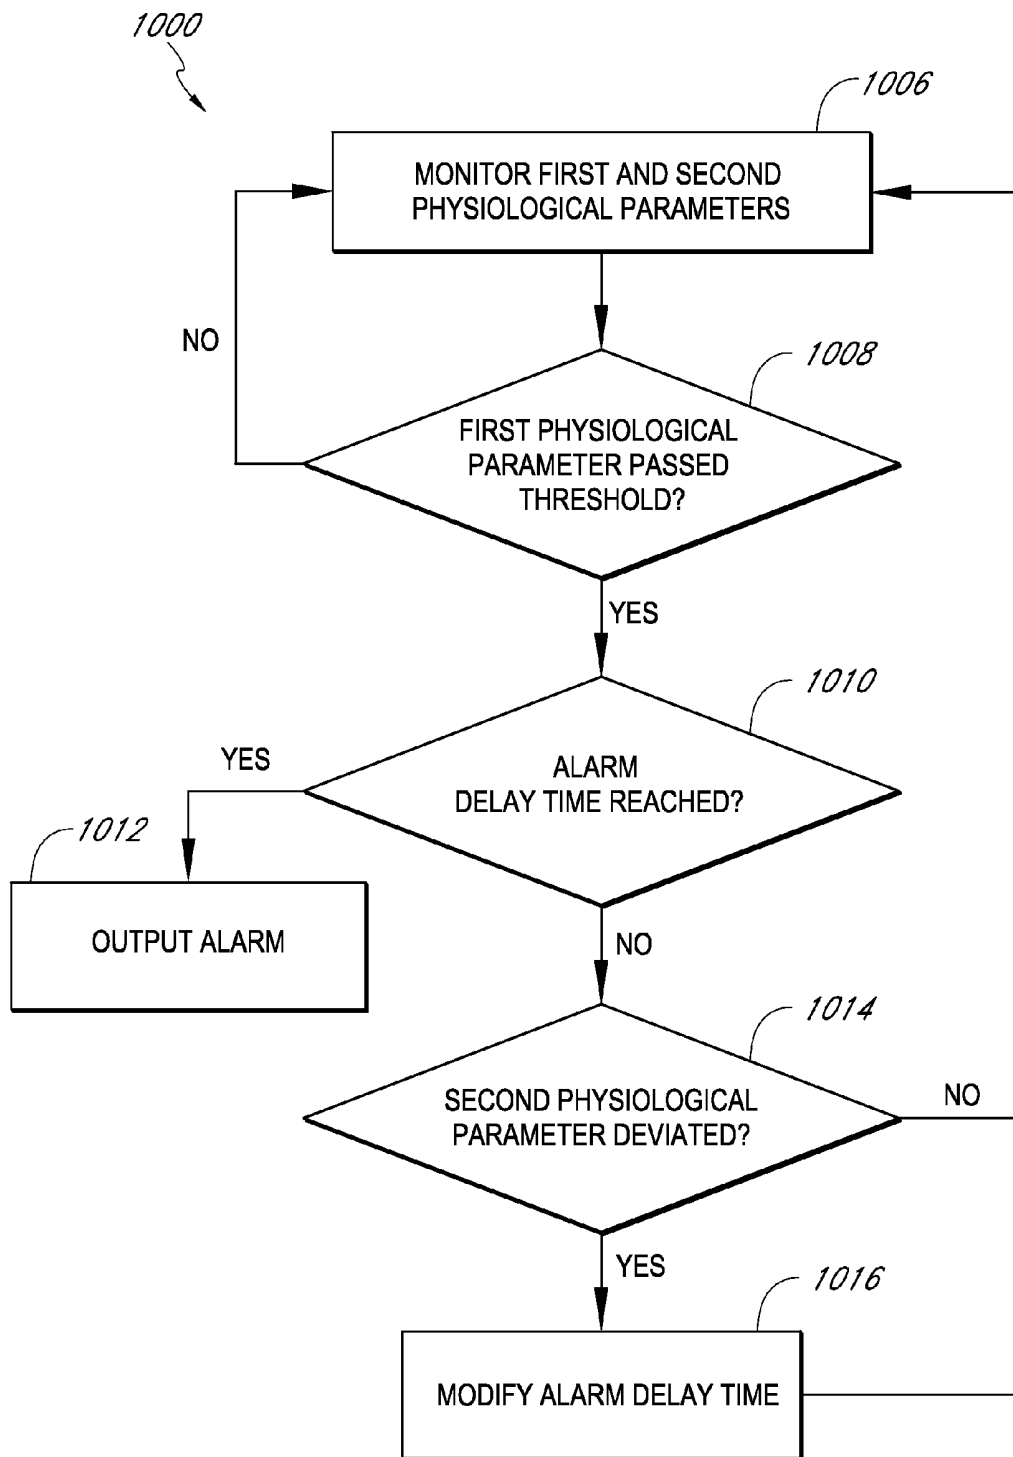 1000
1006
MONITOR FIRST AND SECOND
PHYSIOLOGICAL PARAMETERS
NO
1008
FIRST PHYSIOLOGICAL
PARAMETER PASSED
THRESHOLD?
YES
1010
YES
ALARM
DELAY TIME REACHED?
1012
OUTPUT ALARM
NO
1014
SECOND PHYSIOLOGICAL
PARAMETER DEVIATED?
NO
YES
1016
MODIFY ALARM DELAY TIME